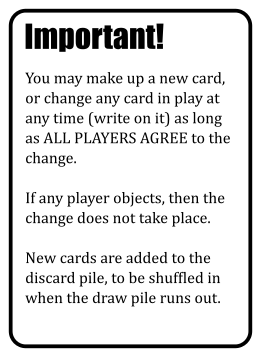 Important!
You may make up a new card,
or change any card in play at
any time (write on it) as long
as ALL PLAYERS AGREE to the
change.
If any player objects, then the
change does not take place.
New cards are added to the
discard pile, to be shuffled in
when the draw pile runs out.